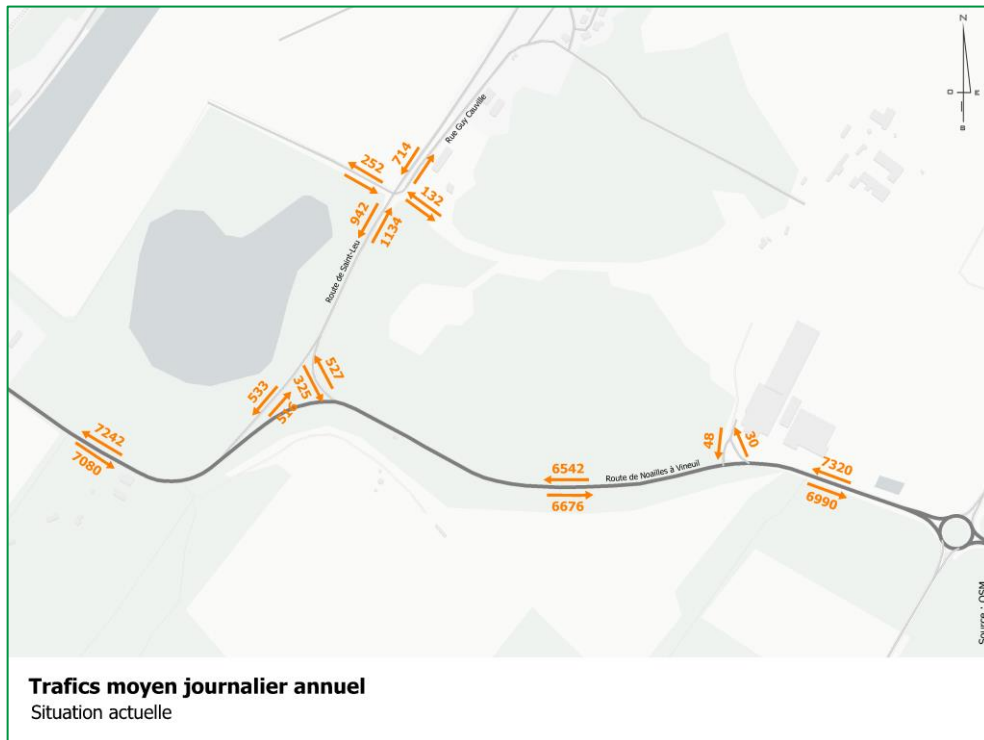 N
O
E
Rue Guy Cauville
714
252
132
942
1134
Route de Saint-Leu
527
325
533
7242
7080
48
30
7320
6542
Route de Noailles à Vineuil
6676
6990
Source : OSM
Trafics moyen journalier annuel
Situation actuelle